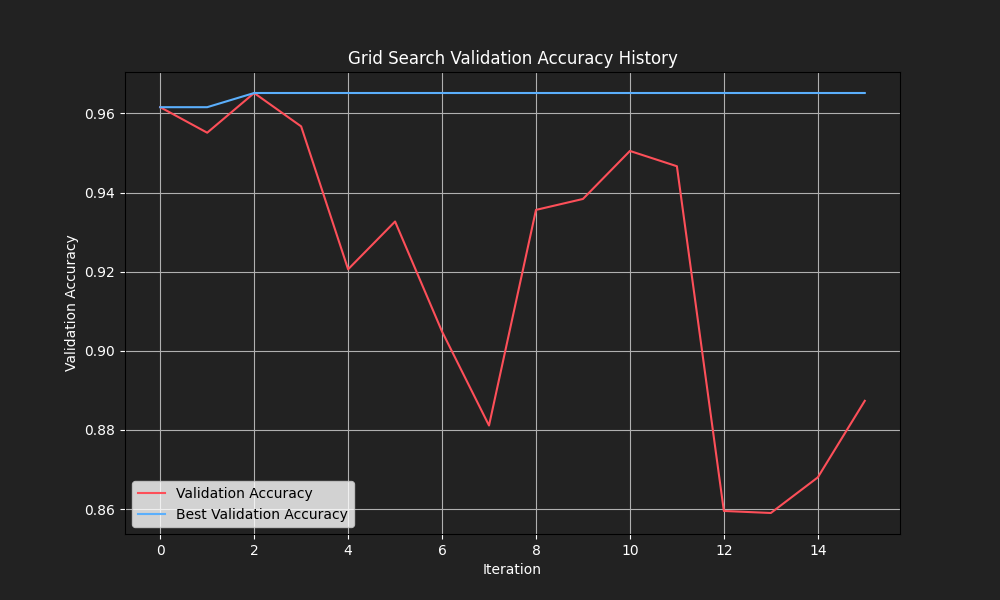 Grid Search Validation Accuracy History
Validation Accuracy
0.96
0.94
0.92
0.90
0.88
0.86
Validation Accuracy
Best Validation Accuracy
0 2 4 6 8 10 12 14
Iteration